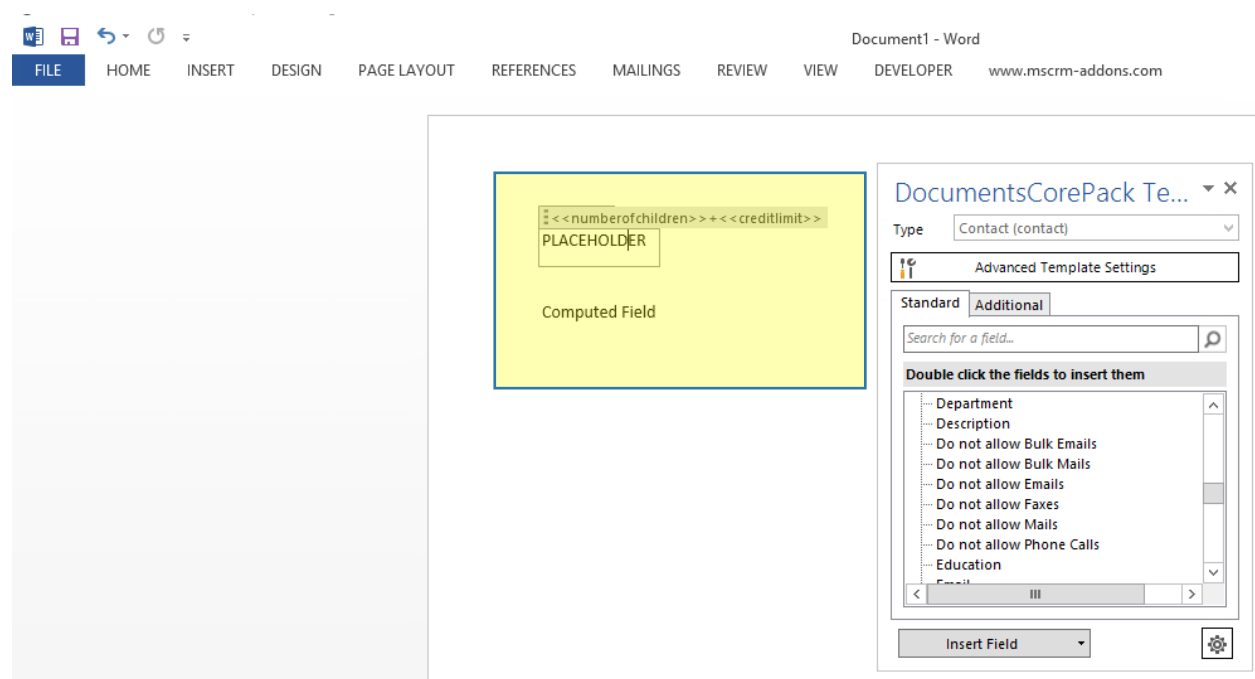 Document1 - Word
FILE HOME INSERT DESIGN PAGE LAYOUT REFERENCES MAILINGS REVIEW VIEW DEVELOPER www.mscrm-addons.com
<<numberofchildren>>+<<creditlimit>>
PLACEHOLDER
Computed Field
DocumentsCorePack Te...
Type Contact (contact)
Advanced Template Settings
Standard Additional
Search for a field...
Double click the fields to insert them
Department
Description
Do not allow Bulk Emails
Do not allow Bulk Mails
Do not allow Emails
Do not allow Faxes
Do not allow Mails
Do not allow Phone Calls
Education
Email
Insert Field